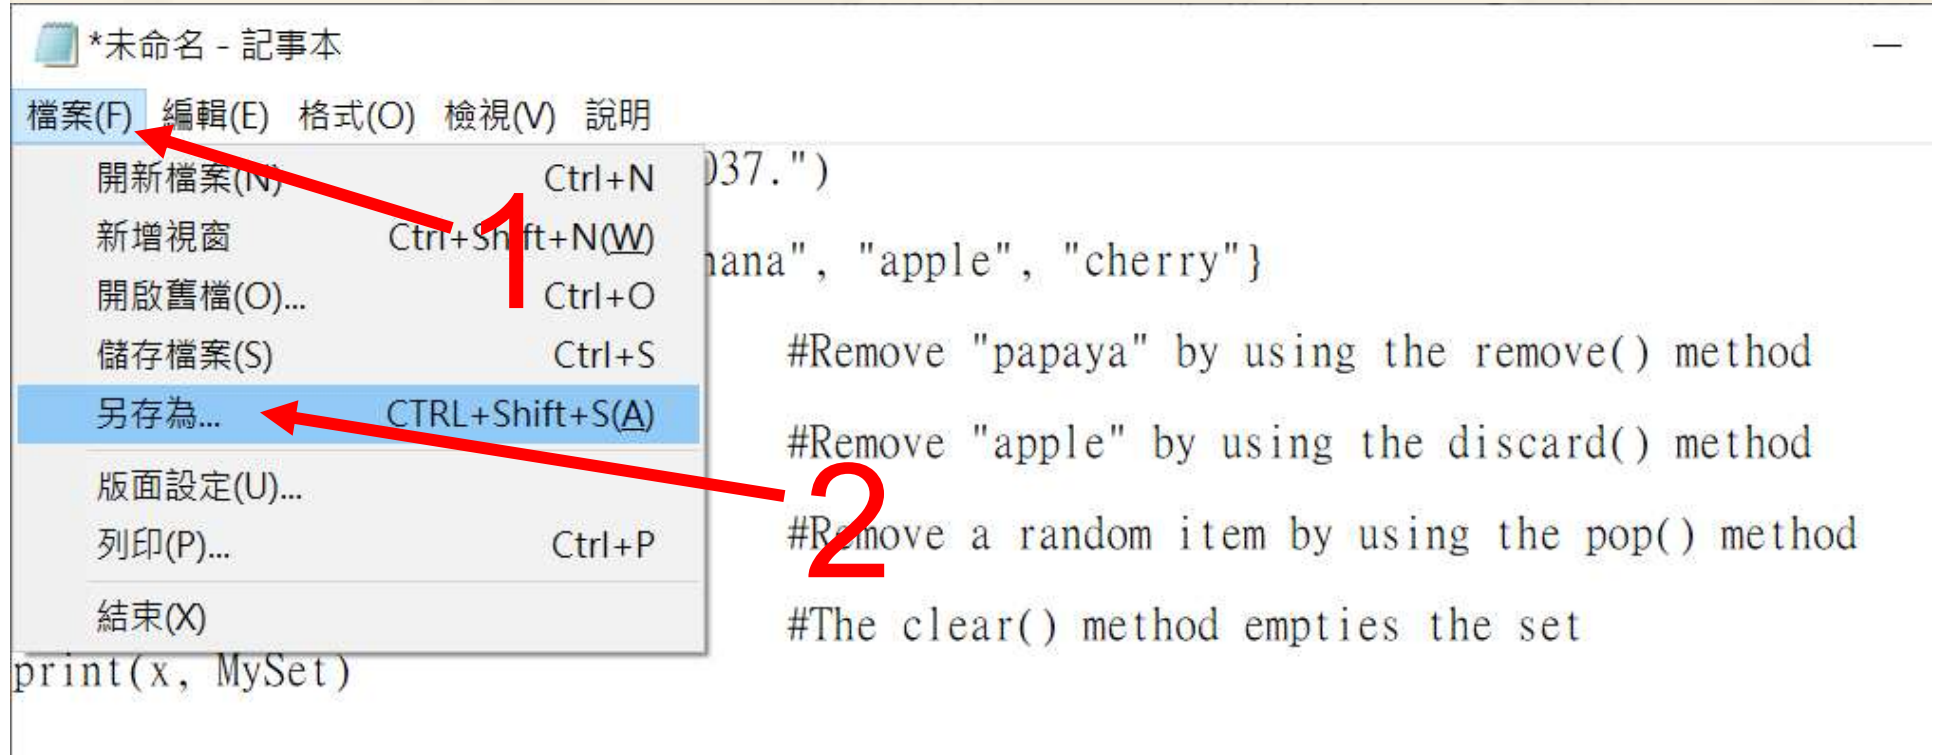 *未命名 - 記事本
檔案(F) 編輯(E) 格式(O) 檢視(V) 說明
開新檔案(N) Ctrl+N
新增視窗 Ctrl+Shift+N(W)
開啟舊檔(O)... Ctrl+O
儲存檔案(S) Ctrl+S
另存為... CTRL+Shift+S(A)
版面設定(U)...
列印(P)... Ctrl+P
結束(X)
1
2
037.")
nana", "apple", "cherry"}
#Remove "papaya" by using the remove() method
#Remove "apple" by using the discard() method
#Remove a random item by using the pop() method
#The clear() method empties the set
print(x, MySet)